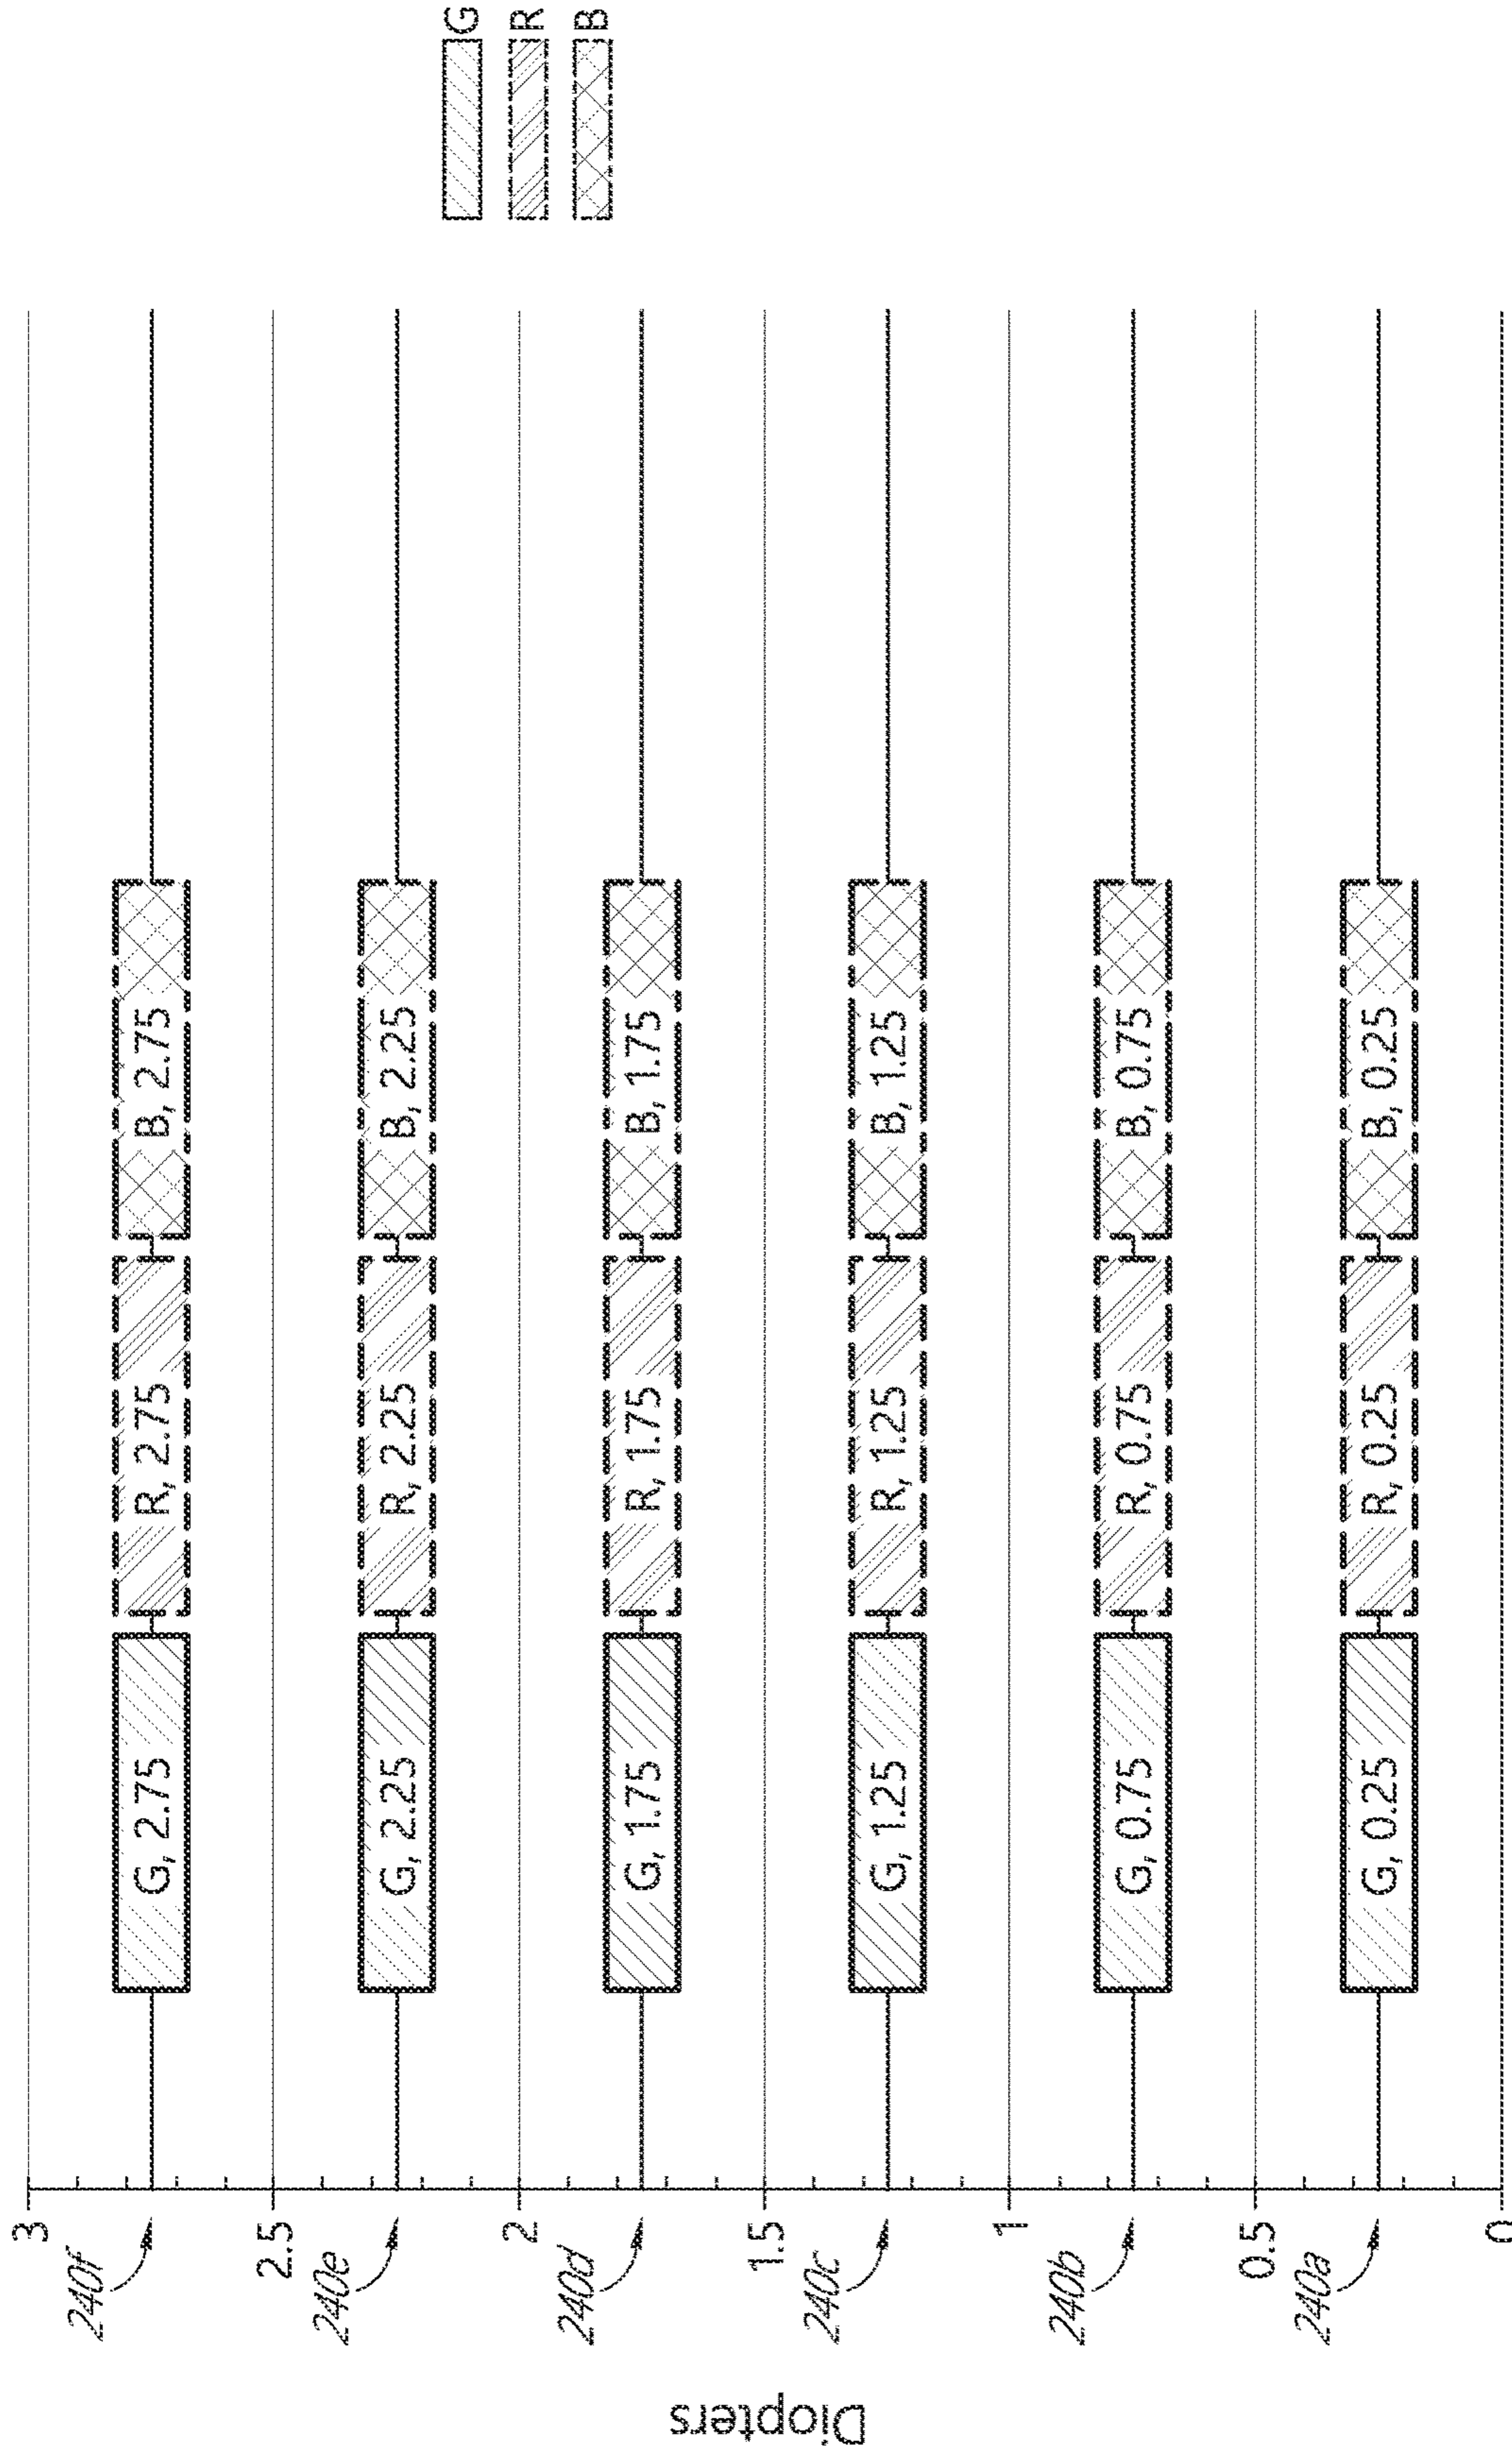 Diopters
3
240f
G, 2.75
R, 2.75
B, 2.75
2.5
240e
G, 2.25
R, 2.25
B, 2.25
2
240d
G, 1.75
R, 1.75
B, 1.75
1.5
240c
G, 1.25
R, 1.25
B, 1.25
1
240b
G, 0.75
R, 0.75
B, 0.75
0.5
240a
G, 0.25
R, 0.25
B, 0.25
0
G
R
B